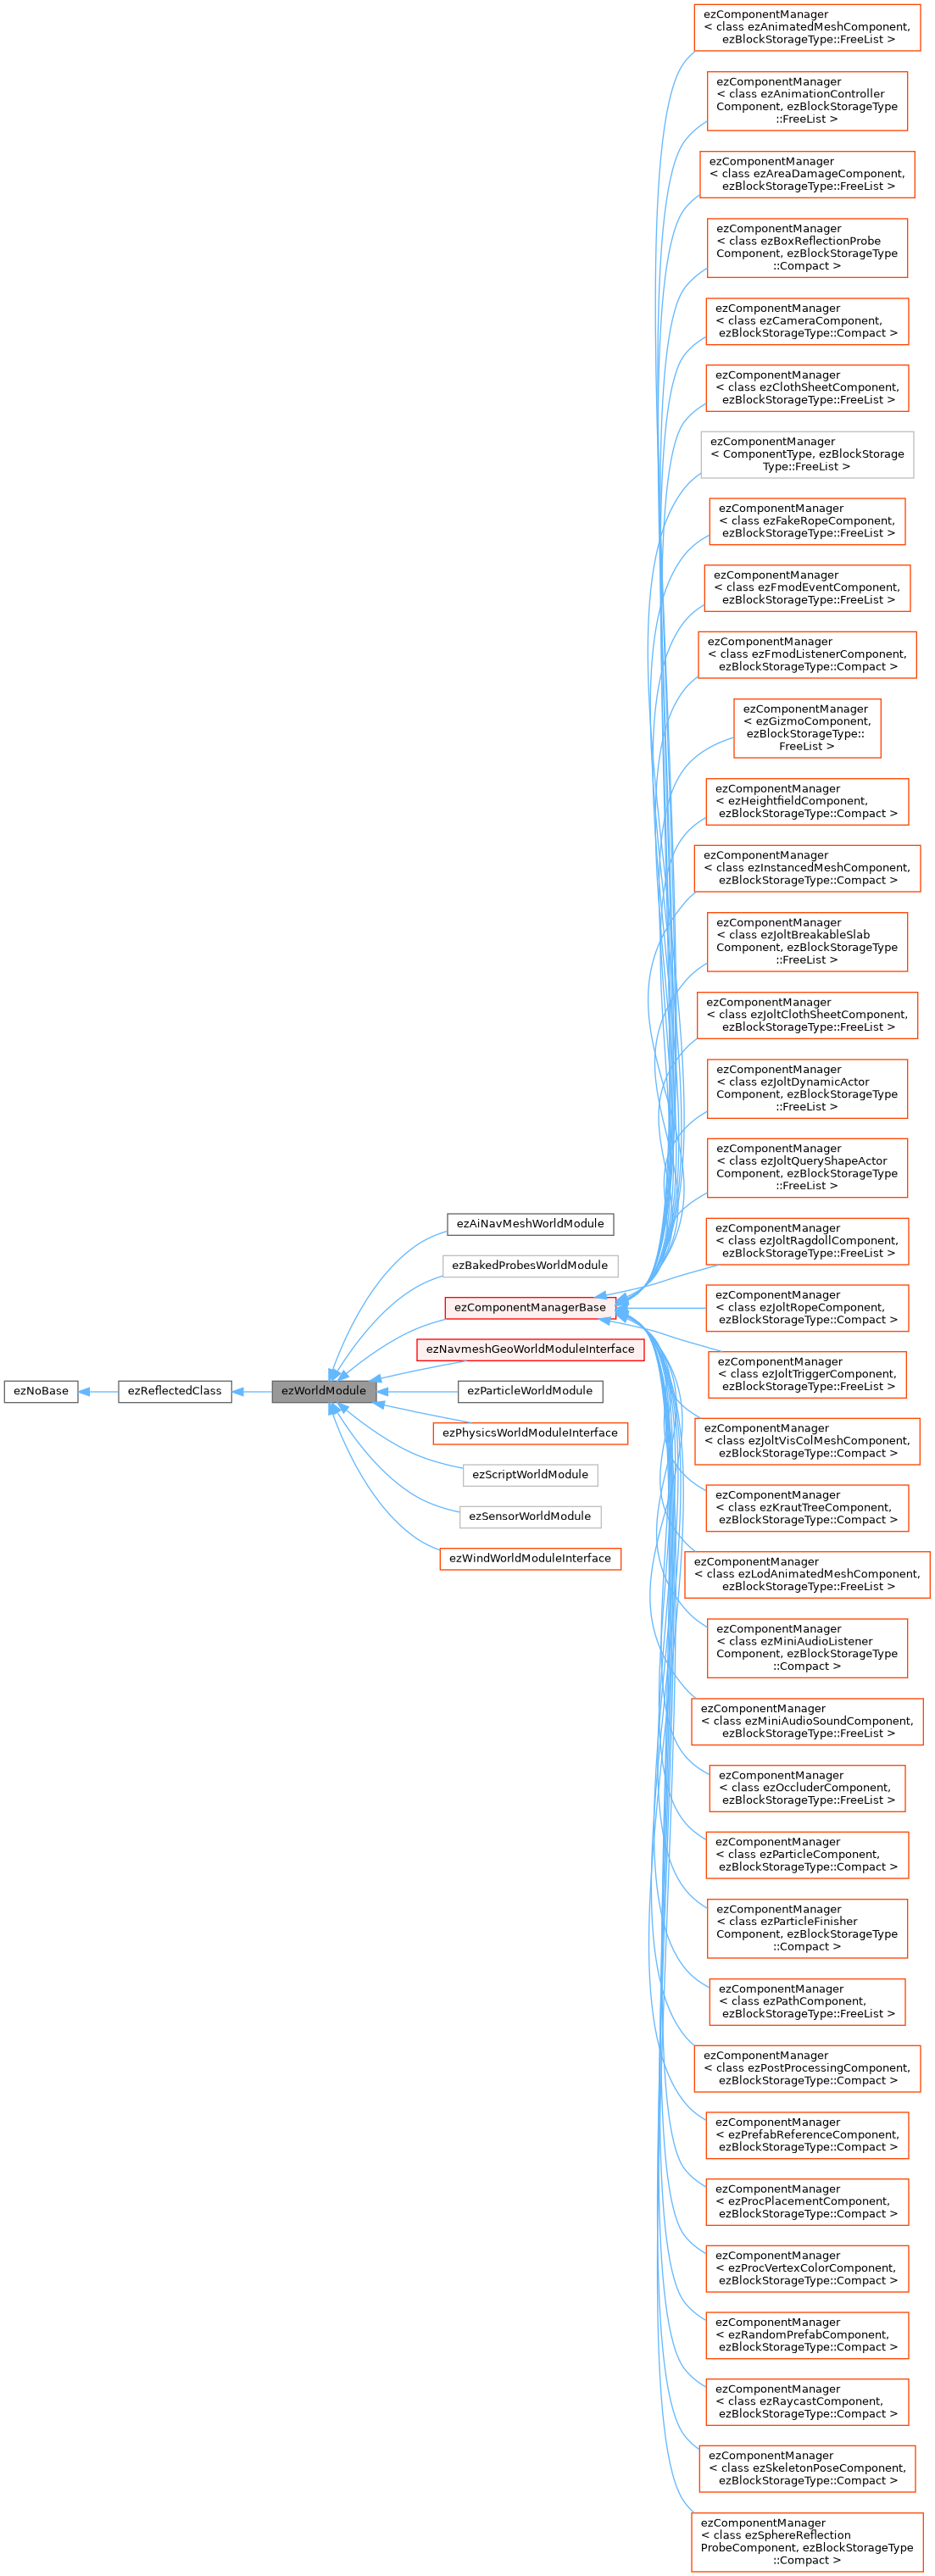 ezNoBase
ezReflectedClass
ezWorldModule
ezAiNavMeshWorldModule
ezBakedProbesWorldModule
ezComponentManagerBase
ezNavmeshGeoWorldModuleInterface
ezParticleWorldModule
ezPhysicsWorldModuleInterface
ezScriptWorldModule
ezSensorWorldModule
ezWindWorldModuleInterface
ezComponentManager
< class ezAnimatedMeshComponent,
ezBlockStorageType::FreeList >
ezComponentManager
< class ezAnimationController
Component, ezBlockStorageType
::FreeList >
ezComponentManager
< class ezAreaDamageComponent,
ezBlockStorageType::FreeList >
ezComponentManager
< class ezBoxReflectionProbe
Component, ezBlockStorageType
::Compact >
ezComponentManager
< class ezCameraComponent,
ezBlockStorageType::Compact >
ezComponentManager
< class ezClothSheetComponent,
ezBlockStorageType::FreeList >
ezComponentManager
< ComponentType, ezBlockStorage
Type::FreeList >
ezComponentManager
< class ezFakeRopeComponent,
ezBlockStorageType::FreeList >
ezComponentManager
< class ezFmodEventComponent,
ezBlockStorageType::FreeList >
ezComponentManager
< class ezFmodListenerComponent,
ezBlockStorageType::Compact >
ezComponentManager
< ezGizmoComponent,
ezBlockStorageType::
FreeList >
ezComponentManager
< ezHeightfieldComponent,
ezBlockStorageType::Compact >
ezComponentManager
< class ezInstancedMeshComponent,
ezBlockStorageType::Compact >
ezComponentManager
< class ezJoltBreakableSlab
Component, ezBlockStorageType
::FreeList >
ezComponentManager
< class ezJoltClothSheetComponent,
ezBlockStorageType::FreeList >
ezComponentManager
< class ezJoltDynamicActor
Component, ezBlockStorageType
::FreeList >
ezComponentManager
< class ezJoltQueryShapeActor
Component, ezBlockStorageType
::FreeList >
ezComponentManager
< class ezJoltRagdollComponent,
ezBlockStorageType::FreeList >
ezComponentManager
< class ezJoltRopeComponent,
ezBlockStorageType::Compact >
ezComponentManager
< class ezJoltTriggerComponent,
ezBlockStorageType::FreeList >
ezComponentManager
< class ezJoltVisColMeshComponent,
ezBlockStorageType::Compact >
ezComponentManager
< class ezKrautTreeComponent,
ezBlockStorageType::Compact >
ezComponentManager
< class ezLodAnimatedMeshComponent,
ezBlockStorageType::FreeList >
ezComponentManager
< class ezMiniAudioListener
Component, ezBlockStorageType
::Compact >
ezComponentManager
< class ezMiniAudioSoundComponent,
ezBlockStorageType::FreeList >
ezComponentManager
< class ezOccluderComponent,
ezBlockStorageType::FreeList >
ezComponentManager
< class ezParticleComponent,
ezBlockStorageType::Compact >
ezComponentManager
< class ezParticleFinisher
Component, ezBlockStorageType
::Compact >
ezComponentManager
< class ezPathComponent,
ezBlockStorageType::FreeList >
ezComponentManager
< class ezPostProcessingComponent,
ezBlockStorageType::Compact >
ezComponentManager
< ezPrefabReferenceComponent,
ezBlockStorageType::Compact >
ezComponentManager
< ezProcPlacementComponent,
ezBlockStorageType::Compact >
ezComponentManager
< ezProcVertexColorComponent,
ezBlockStorageType::Compact >
ezComponentManager
< ezRandomPrefabComponent,
ezBlockStorageType::Compact >
ezComponentManager
< class ezRaycastComponent,
ezBlockStorageType::Compact >
ezComponentManager
< class ezSkeletonPoseComponent,
ezBlockStorageType::Compact >
ezComponentManager
< class ezSphereReflection
ProbeComponent, ezBlockStorageType
::Compact >